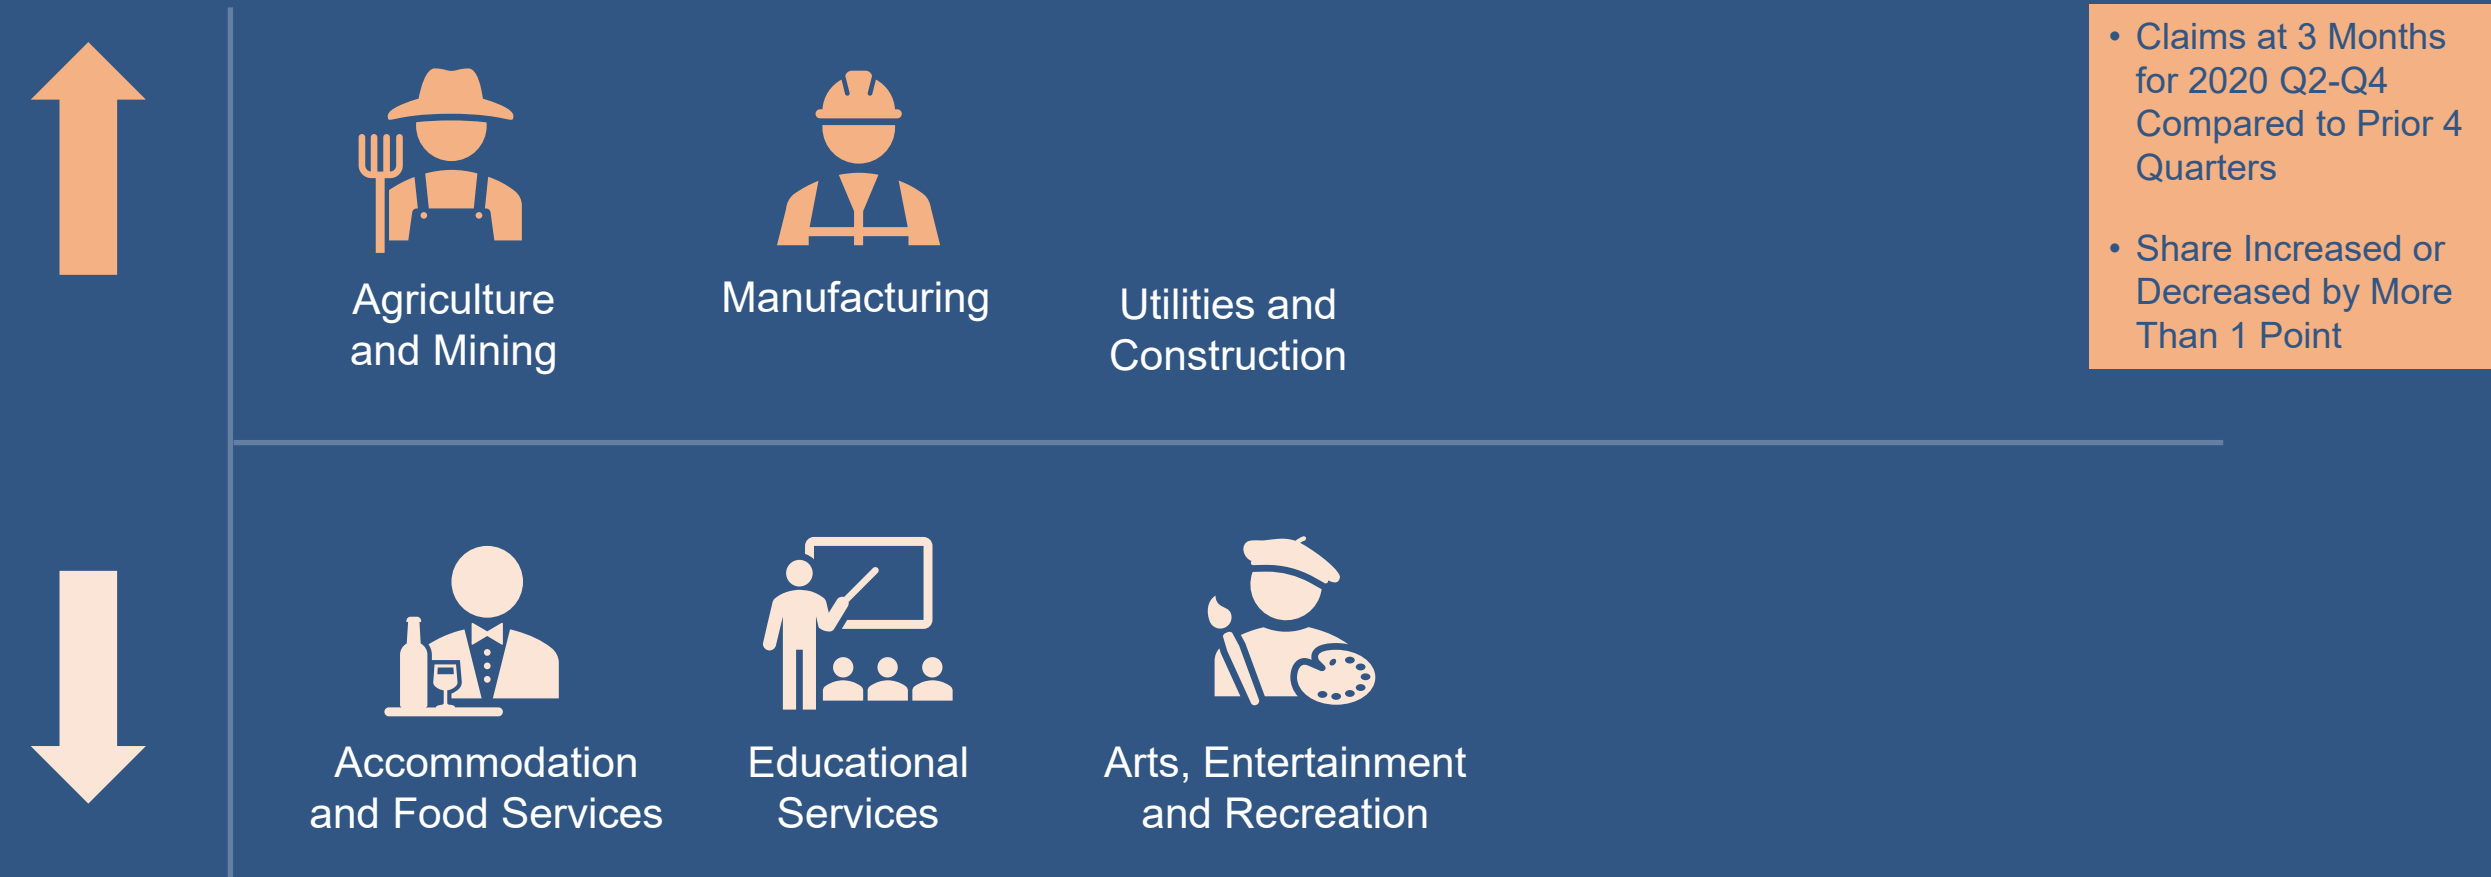 Agriculture
and Mining
Manufacturing
Utilities and
Construction
• Claims at 3 Months
for 2020 Q2-Q4
Compared to Prior 4
Quarters
• Share Increased or
Decreased by More
Than 1 Point
Accommodation
and Food Services
Educational
Services
Arts, Entertainment
and Recreation